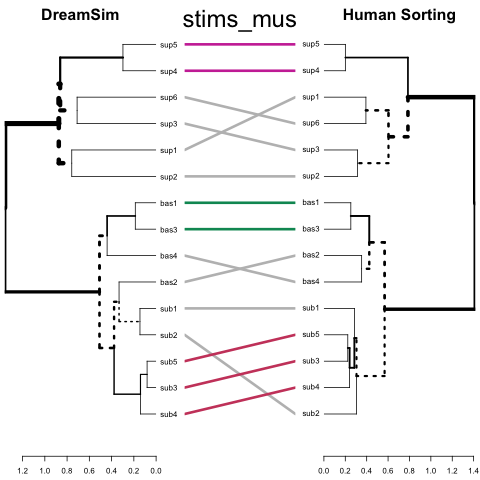 DreamSim stims_mus Human Sorting
sup5 sup5
sup4 sup4
sup6 sup1
sup3 sup6
sup1 sup3
sup2 sup2
bas1 bas1
bas3 bas3
bas4 bas2
bas2 bas4
sub1 sub1
sub2 sub5
sub5 sub3
sub3 sub4
sub4 sub2
1.2 1.0 0.8 0.6 0.4 0.2 0.0 0.0 0.2 0.4 0.6 0.8 1.0 1.2 1.4